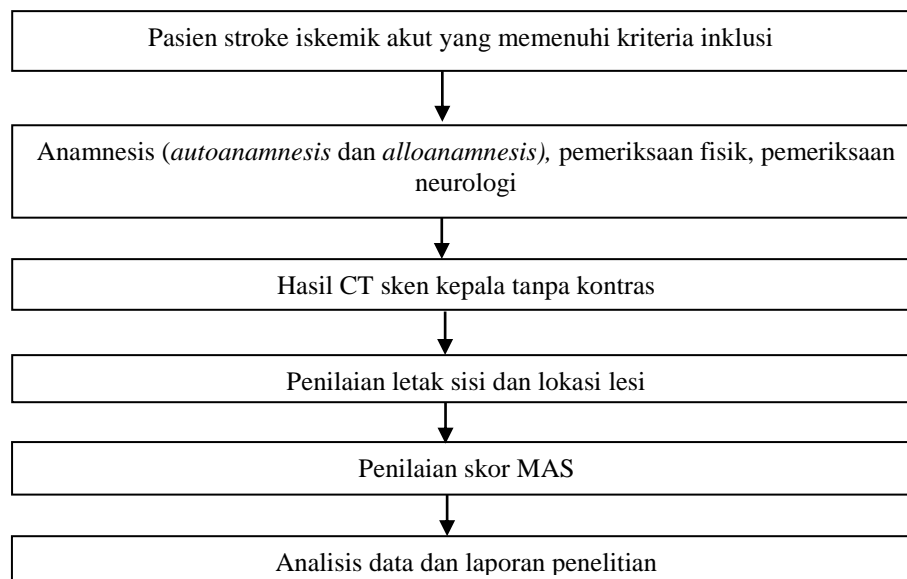 Pasien stroke iskemik akut yang memenuhi kriteria inklusi
Anamnesis (autoanamnesis dan alloanamnesis), pemeriksaan fisik, pemeriksaan
neurologi
Hasil CT sken kepala tanpa kontras
Penilaian letak sisi dan lokasi lesi
Penilaian skor MAS
Analisis data dan laporan penelitian